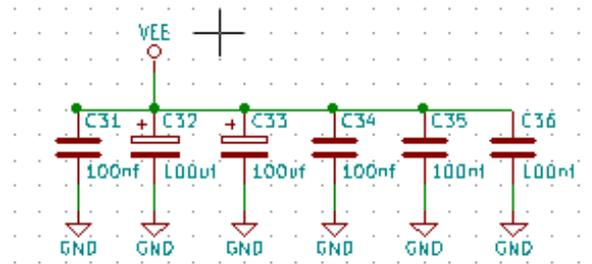 VEE
C31 + C32 + C33 C34 C35 C36
100nf 100uf 100uf 100nf 100nf 100nf
GND GND GND GND GND GND